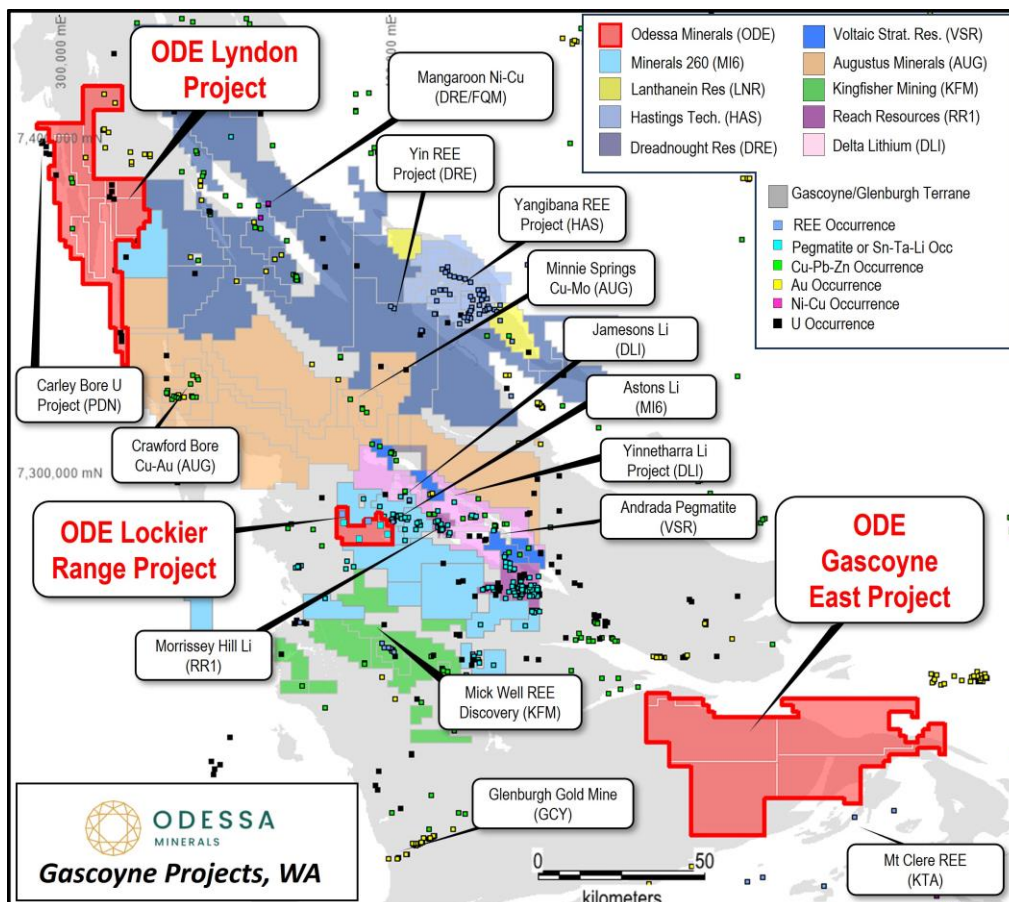 300,000 mE
00,000 mE
7,400,000 mN
7,300,000 mN
ODE Lyndon
Project
Mangaroon Ni-Cu
(DRE/FQM)
Yin REE
Project (DRE)
Yangibana REE
Project (HAS)
Minnie Springs
Cu-Mo (AUG)
Jamesons Li
(DLI)
Astons Li
(MI6)
Yinnetharra Li
Project (DLI)
Andrada Pegmatite
(VSR)
Carley Bore U
Project (PDN)
Crawford Bore
Cu-Au (AUG)
ODE Lockier
Range Project
ODE
Gascoyne
East Project
Morrissey Hill Li
(RR1)
Mick Well REE
Discovery (KFM)
Glenburgh Gold Mine
(GCY)
Mt Clere REE
(KTA)
Odessa Minerals (ODE)
Minerals 260 (MI6)
Lanthanein Res (LNR)
Hastings Tech. (HAS)
Dreadnought Res (DRE)
Voltaic Strat. Res. (VSR)
Augustus Minerals (AUG)
Kingfisher Mining (KFM)
Reach Resources (RR1)
Delta Lithium (DLI)
Gascoyne/Glenburgh Terrane
REE Occurrence
Pegmatite or Sn-Ta-Li Occ
Cu-Pb-Zn Occurrence
Au Occurrence
Ni-Cu Occurrence
U Occurrence
ODESSA
MINERALS
Gascoyne Projects, WA
0 50
kilometers